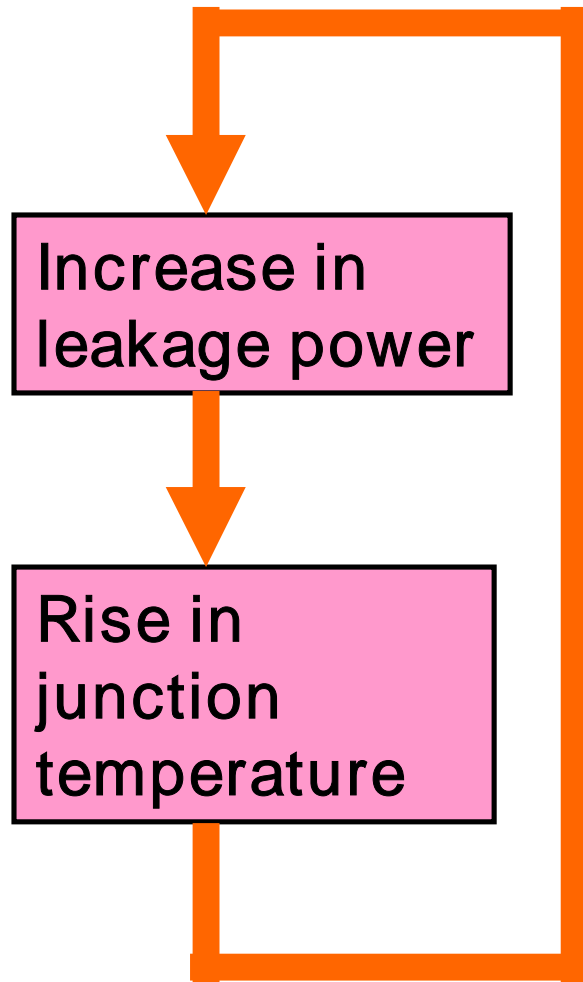 Increase in
leakage power
Rise in
junction
temperature